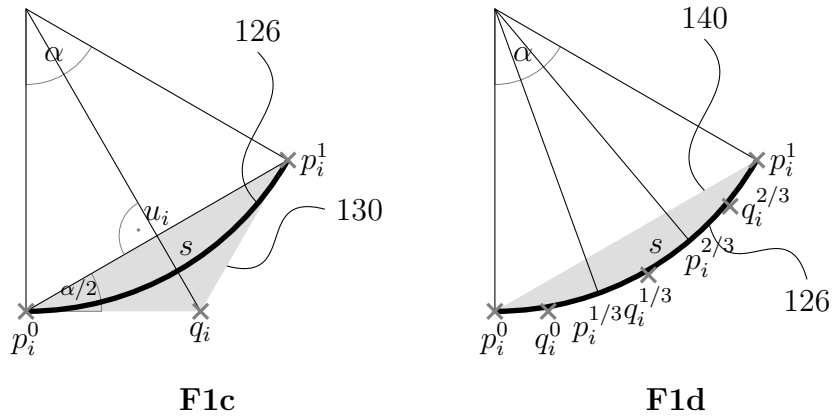 126
140
α
α
p_i^1
p_i^1
u_i
130
q_i^{2/3}
s
s
p_i^{2/3}
α/2
126
p_i^0
q_i
p_i^0
q_i^0
p_i^{1/3}
q_i^{1/3}
F1c
F1d